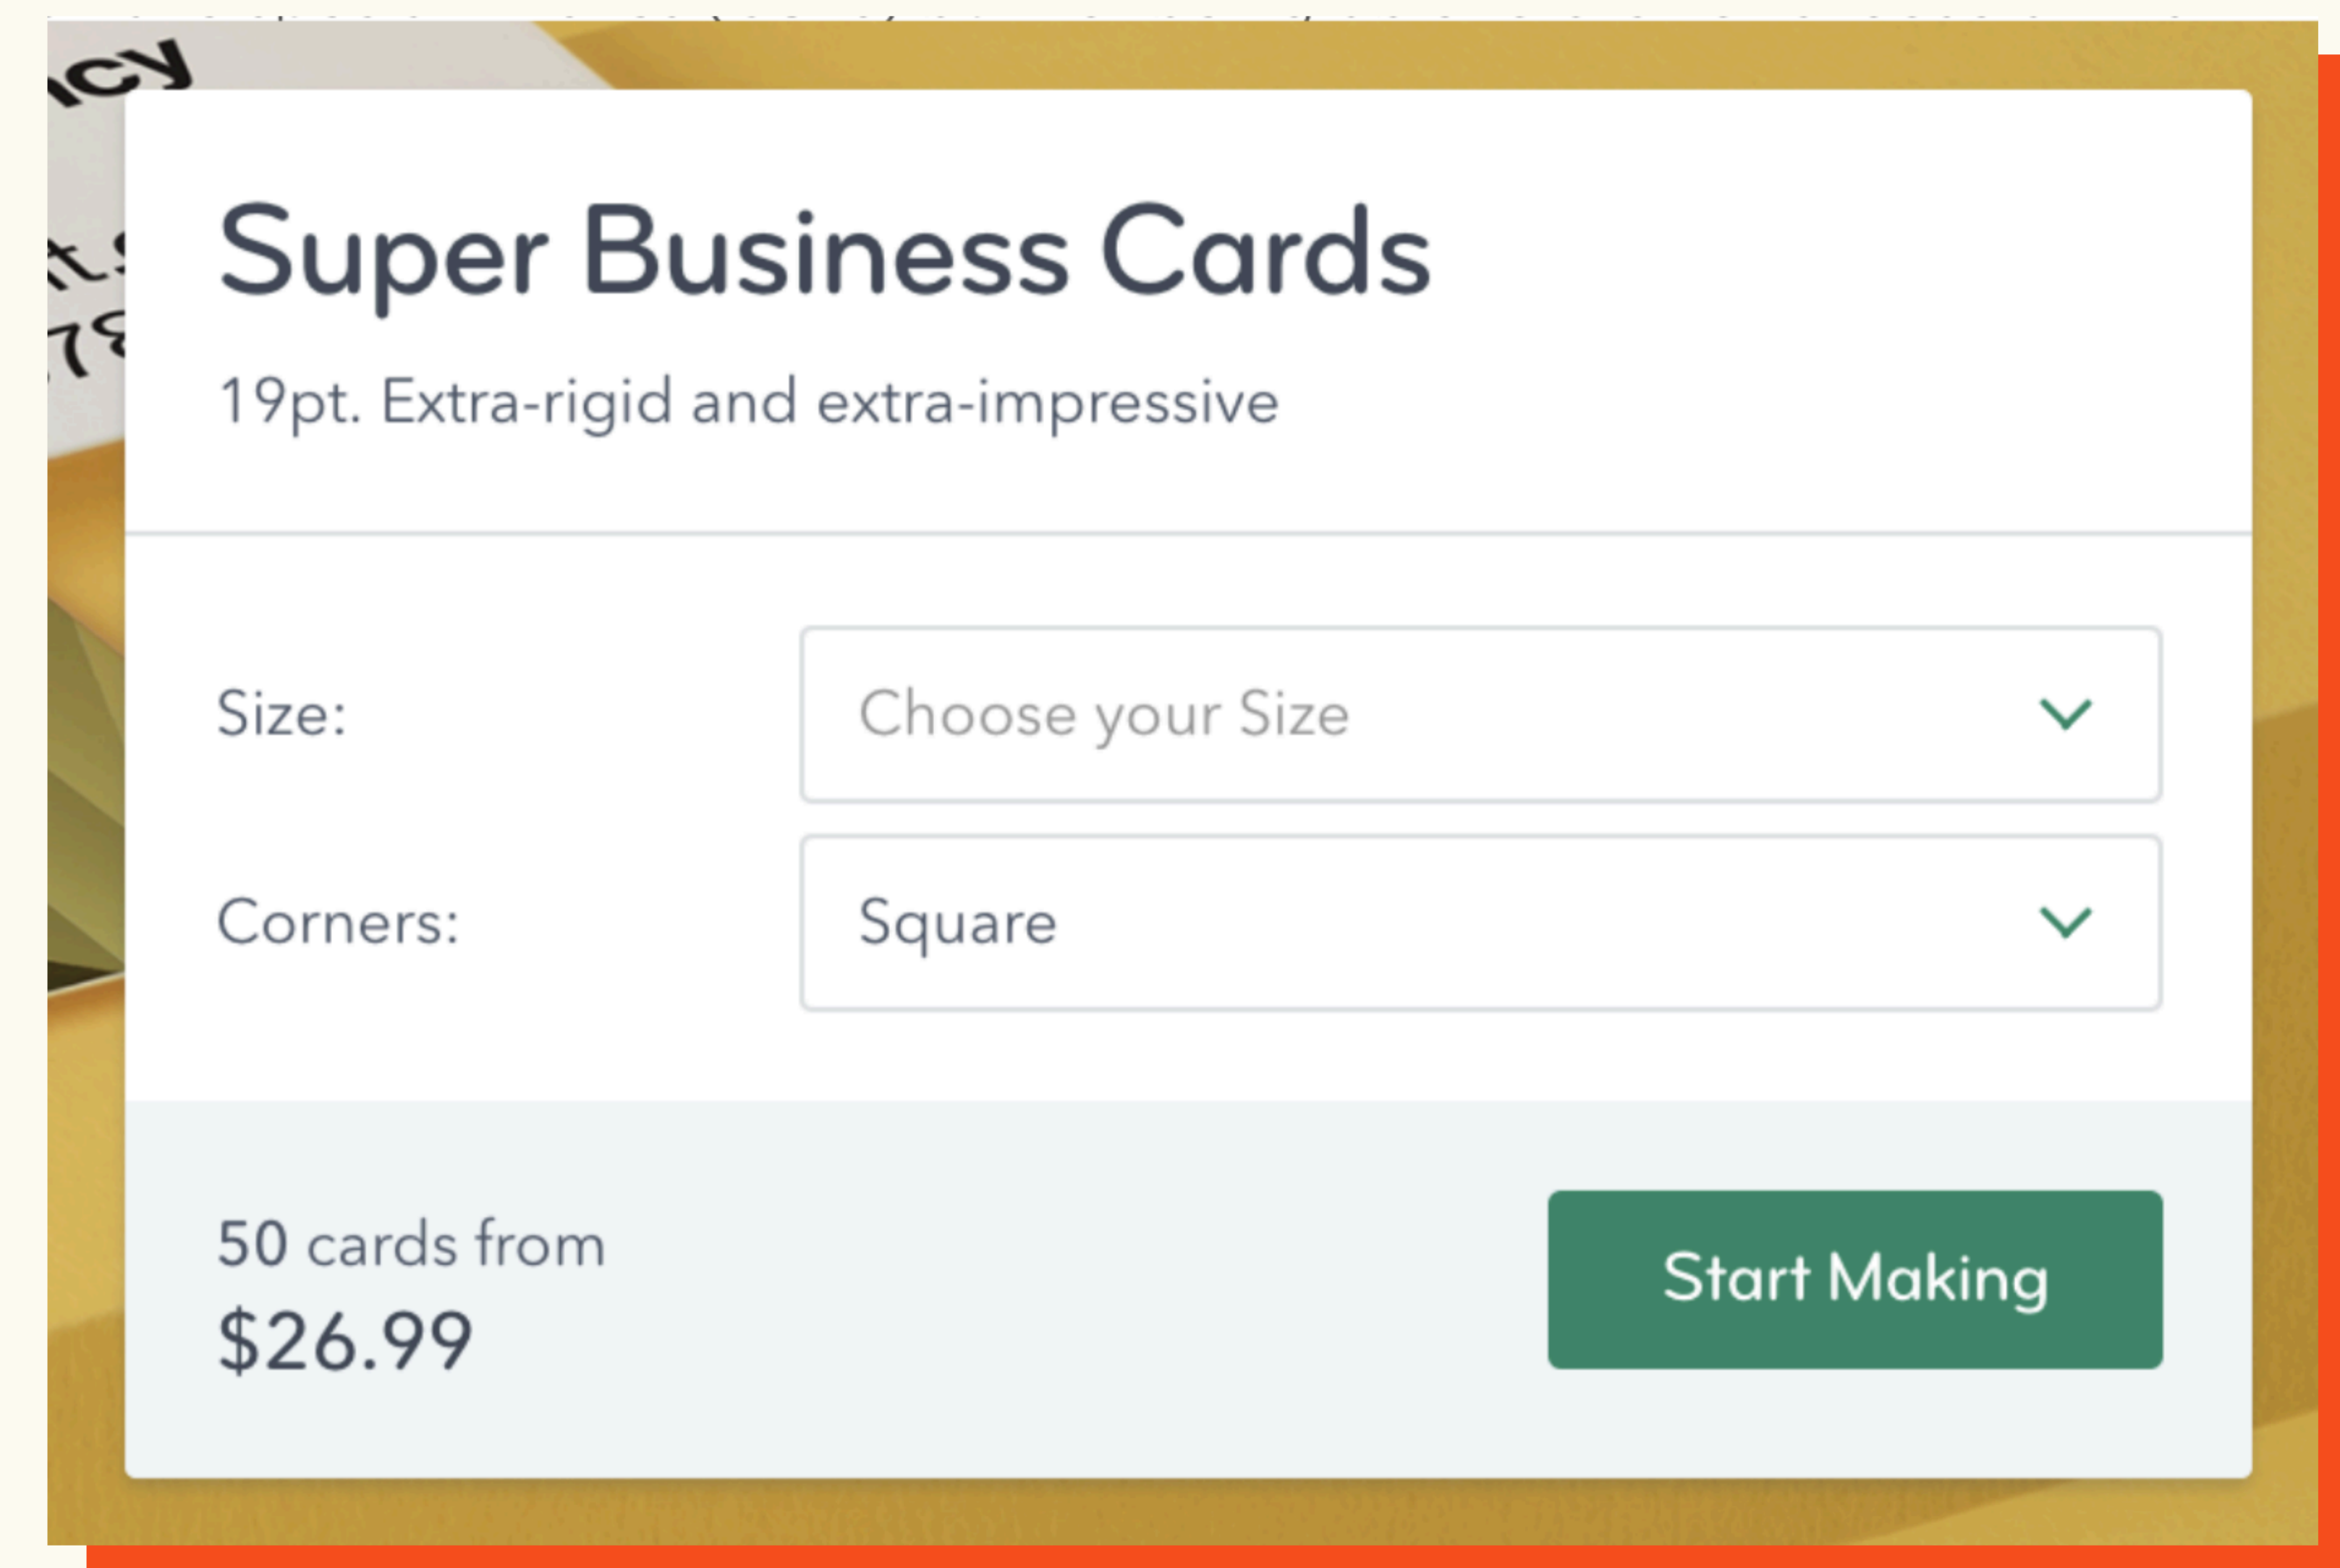 Super Business Cards
19pt. Extra-rigid and extra-impressive
Size:
Choose your Size
Corners:
Square
50 cards from
$26.99
Start Making